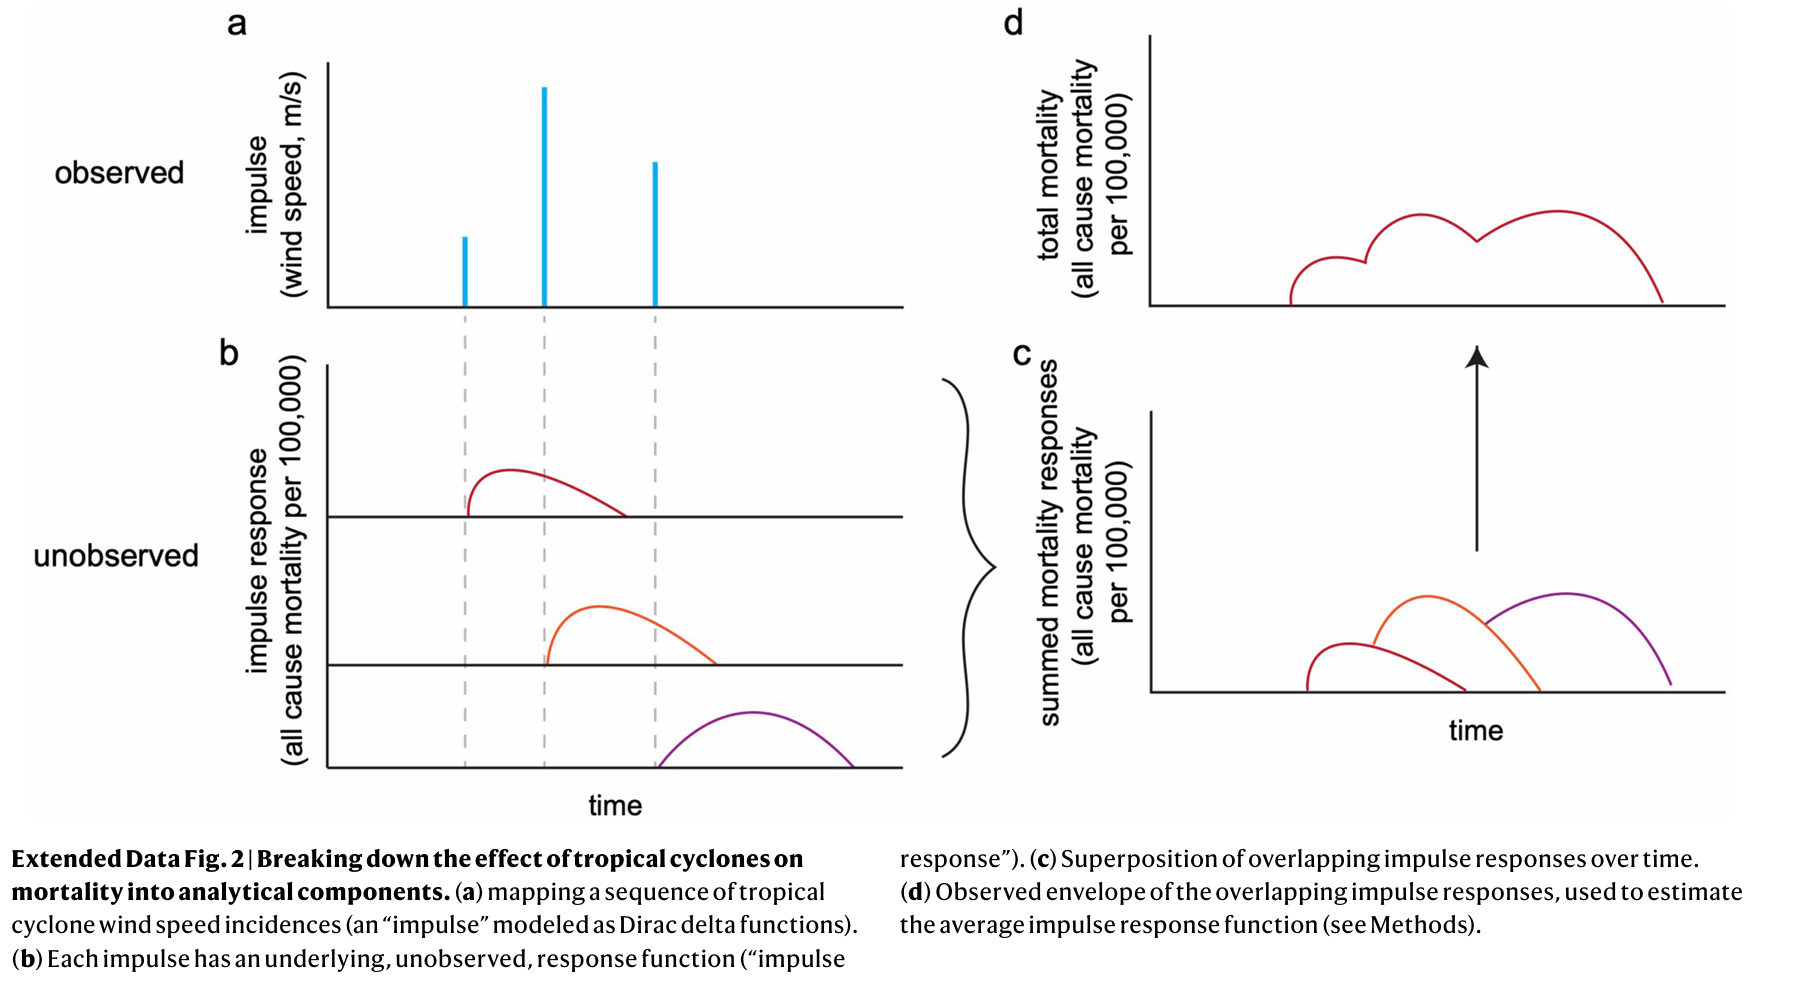 a
observed
impulse
(wind speed, m/s)
b
unobserved
impulse response
(all cause mortality per 100,000)
time
d
total mortality
(all cause mortality
per 100,000)
c
summed mortality responses
(all cause mortality
per 100,000)
time
Extended Data Fig. 2 | Breaking down the effect of tropical cyclones on
mortality into analytical components. (a) mapping a sequence of tropical
cyclone wind speed incidences (an “impulse” modeled as Dirac delta functions).
(b) Each impulse has an underlying, unobserved, response function (“impulse
response”). (c) Superposition of overlapping impulse responses over time.
(d) Observed envelope of the overlapping impulse responses, used to estimate
the average impulse response function (see Methods).